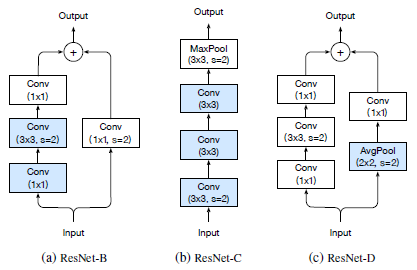 Output
+
Conv
(1x1)
Conv
(3x3, s=2)
Conv
(1x1)
Conv
(1x1, s=2)
Input
(a) ResNet-B
Output
MaxPool
(3x3, s=2)
Conv
(3x3)
Conv
(3x3)
Conv
(3x3, s=2)
Input
(b) ResNet-C
Output
+
Conv
(1x1)
Conv
(3x3, s=2)
Conv
(1x1)
Conv
(1x1)
AvgPool
(2x2, s=2)
Input
(c) ResNet-D